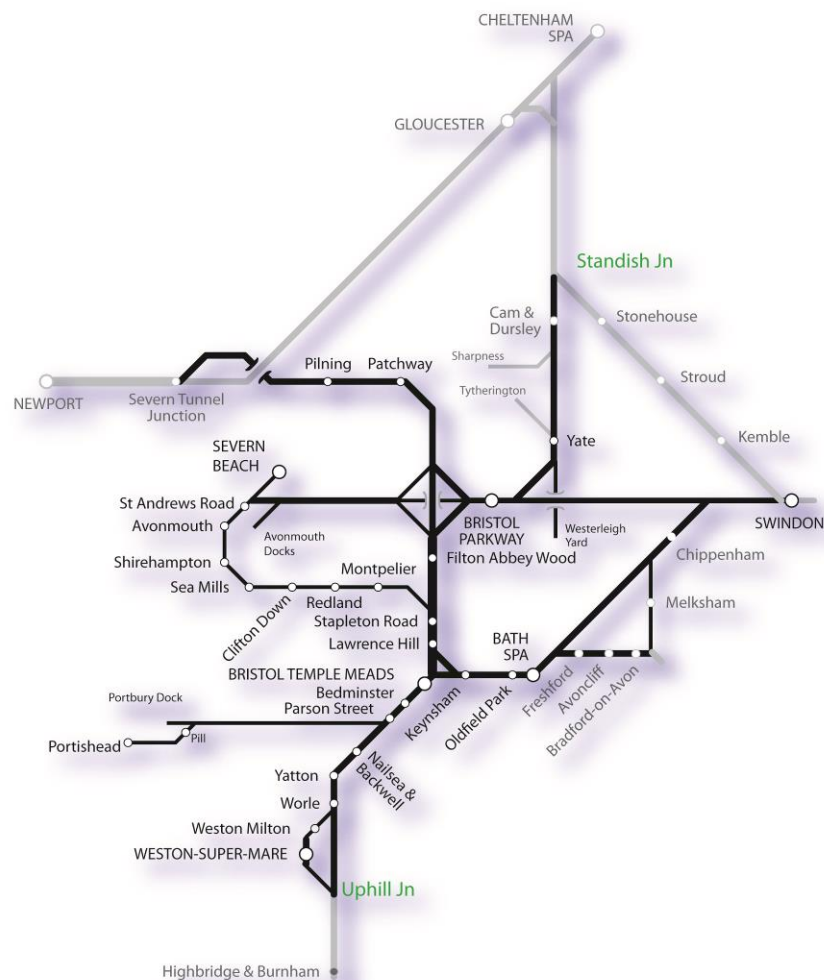 CHELTENHAM
SPA
GLOUCESTER
Standish Jn
Cam &
Dursley
Stonehouse
Sharpness
Pilning
Patchway
Stroud
NEWPORT
Severn Tunnel
Junction
Tytherington
Yate
Kemble
SEVERN
BEACH
St Andrews Road
Avonmouth
Avonmouth
Docks
BRISTOL
PARKWAY
Westerleigh
Yard
SWINDON
Filton Abbey Wood
Chippenham
Shirehampton
Montpelier
Sea Mills
Clifton Down
Redland
Stapleton Road
Melksham
Lawrence Hill
BATH
SPA
BRISTOL TEMPLE MEADS
Bedminster
Parson Street
Keynsham
Oldfield Park
Freshford
Avoncliff
Bradford-on-Avon
Portbury Dock
Portishead
Pill
Nailsea &
Backwell
Yatton
Worle
Weston Milton
WESTON-SUPER-MARE
Uphill Jn
Highbridge & Burnham